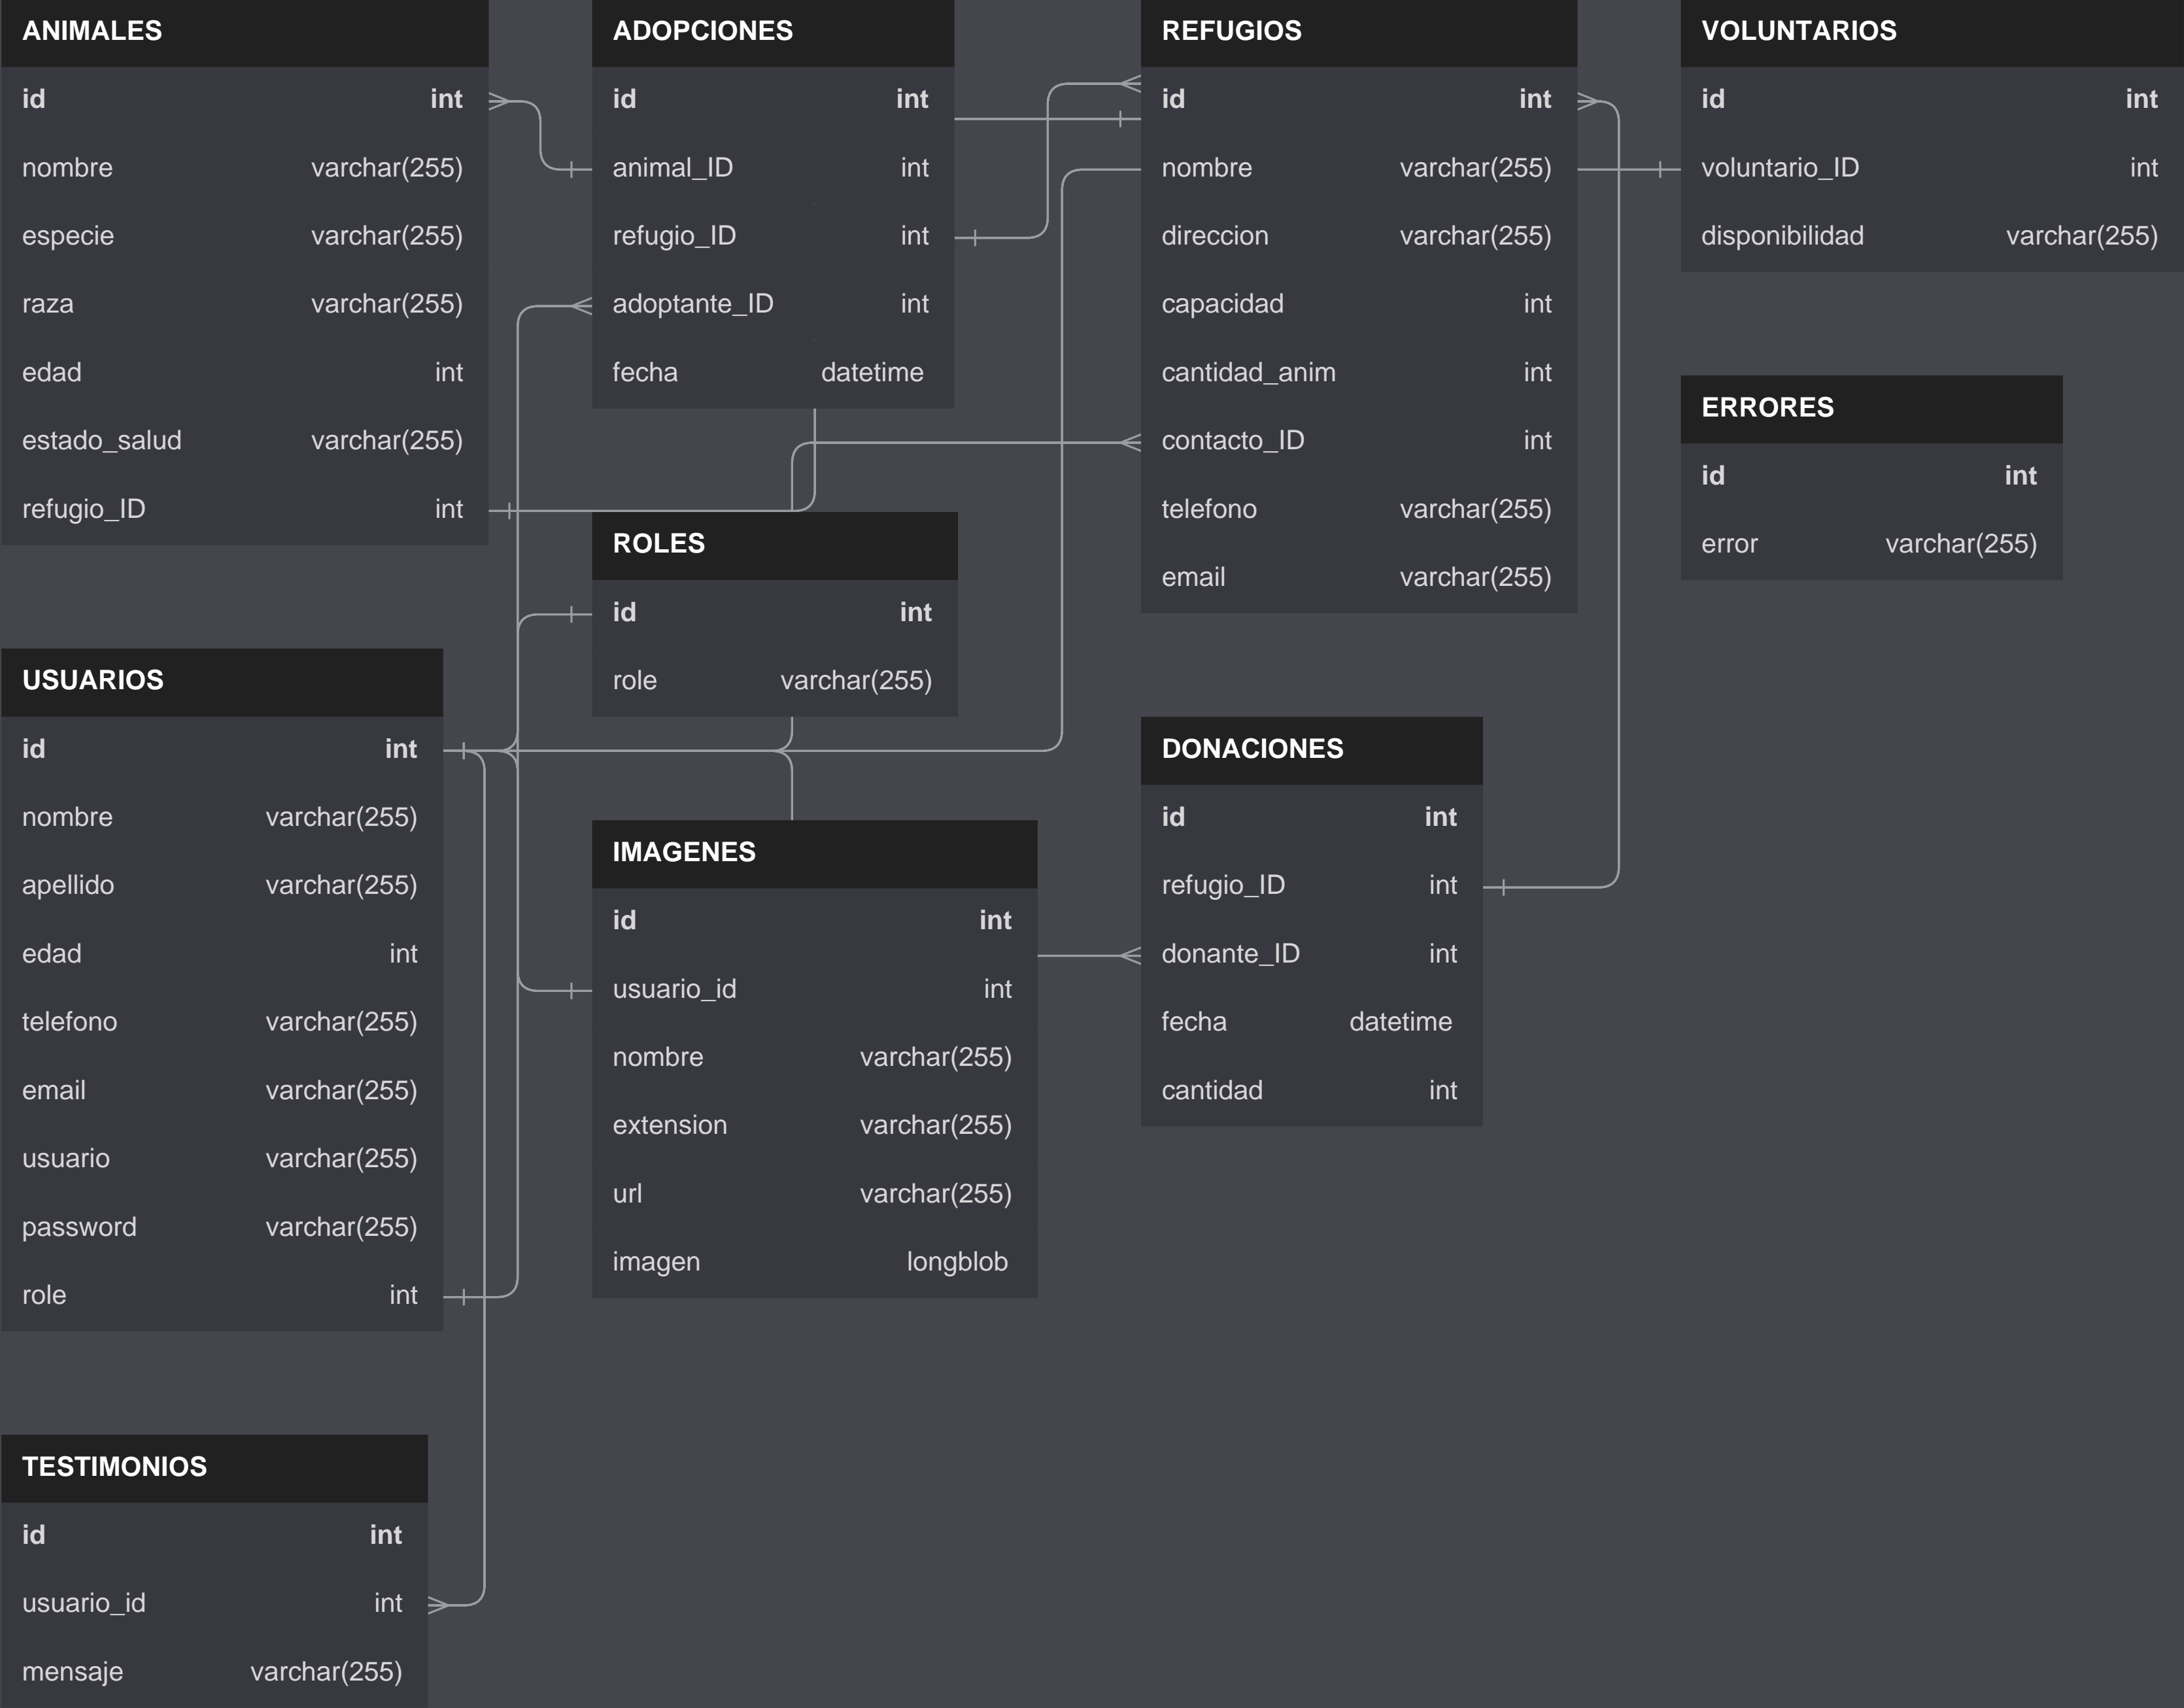 ANIMALES
id int
nombre varchar(255)
especie varchar(255)
raza varchar(255)
edad int
estado_salud varchar(255)
refugio_ID int
ADOPCIONES
id int
animal_ID int
refugio_ID int
adoptante_ID int
fecha datetime
REFUGIOS
id int
nombre varchar(255)
direccion varchar(255)
capacidad int
cantidad_anim int
contacto_ID int
telefono varchar(255)
email varchar(255)
VOLUNTARIOS
id int
voluntario_ID int
disponibilidad varchar(255)
ERRORES
id int
error varchar(255)
ROLES
id int
role varchar(255)
USUARIOS
id int
nombre varchar(255)
apellido varchar(255)
edad int
telefono varchar(255)
email varchar(255)
usuario varchar(255)
password varchar(255)
role int
IMAGENES
id int
usuario_id int
nombre varchar(255)
extension varchar(255)
url varchar(255)
imagen longblob
DONACIONES
id int
refugio_ID int
donante_ID int
fecha datetime
cantidad int
TESTIMONIOS
id int
usuario_id int
mensaje varchar(255)